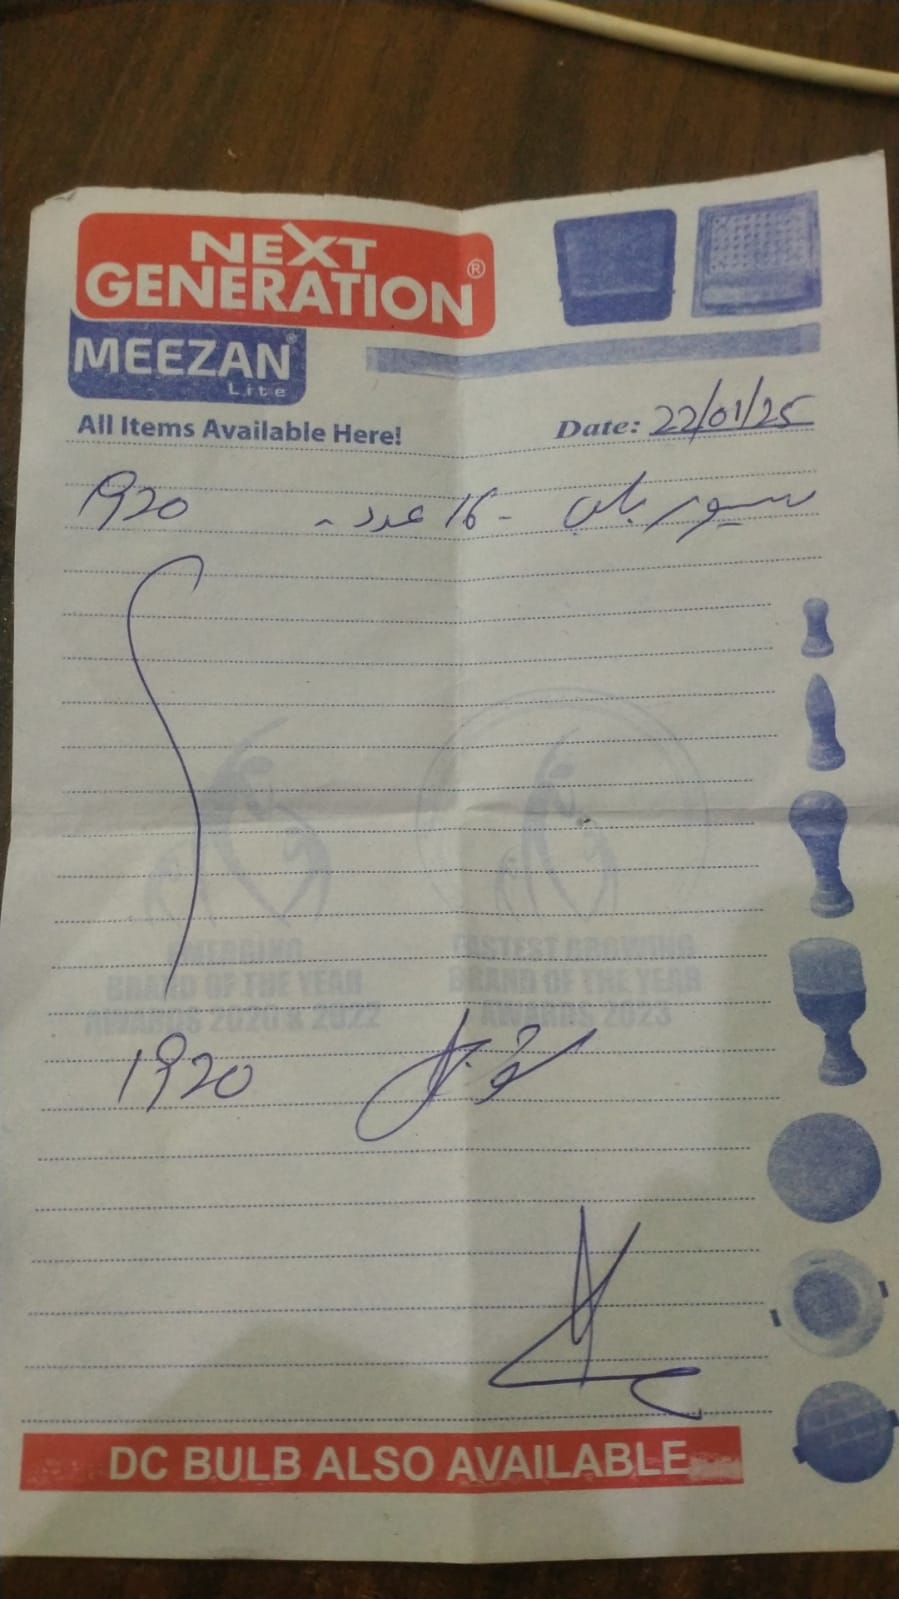 NEXT
GENERATION®
MEEZAN®
Lite
All Items Available Here!
Date: 22/01/25
سیور بلب - 16 عدد - 1920
EMERGING
BRAND OF THE YEAR
AWARDS 2020 & 2022
FASTEST GROWING
BRAND OF THE YEAR
AWARDS 2023
1920
DC BULB ALSO AVAILABLE